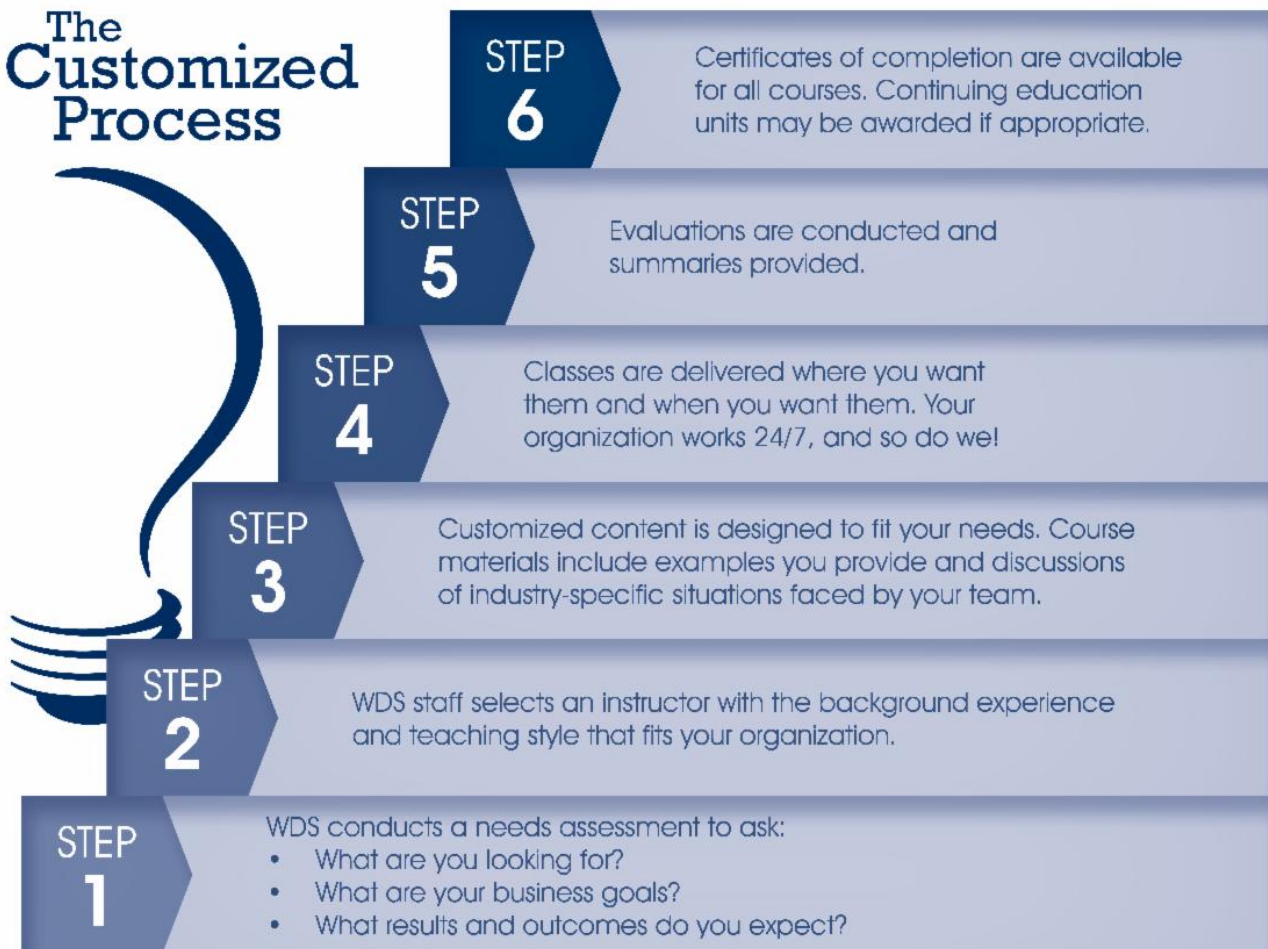 The
Customized
Process
STEP
6
Certificates of completion are available
for all courses. Continuing education
units may be awarded if appropriate.
STEP
5
Evaluations are conducted and
summaries provided.
STEP
4
Classes are delivered where you want
them and when you want them. Your
organization works 24/7, and so do we!
STEP
3
Customized content is designed to fit your needs. Course
materials include examples you provide and discussions
of industry-specific situations faced by your team.
STEP
2
WDS staff selects an instructor with the background experience
and teaching style that fits your organization.
STEP
1
WDS conducts a needs assessment to ask:
• What are you looking for?
• What are your business goals?
• What results and outcomes do you expect?